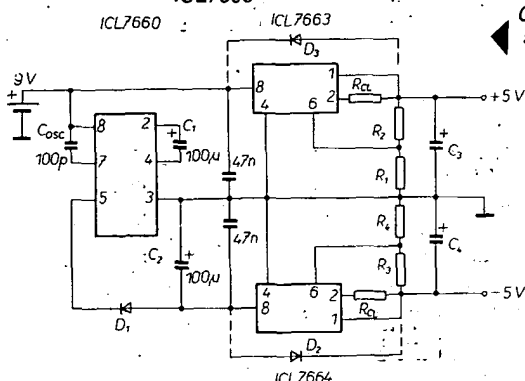 ICL7660
ICL7663
D3
9V
+
Cosc
100p
8
7
5
2
4
3
C1
+
100µ
47n
47n
C2
+
100µ
D1
8
4
6
1
2
RCL
R2
R1
R4
R3
C3
+
C4
+
+5V
-5V
4
8
6
2
1
RCL
D2
ICL7664